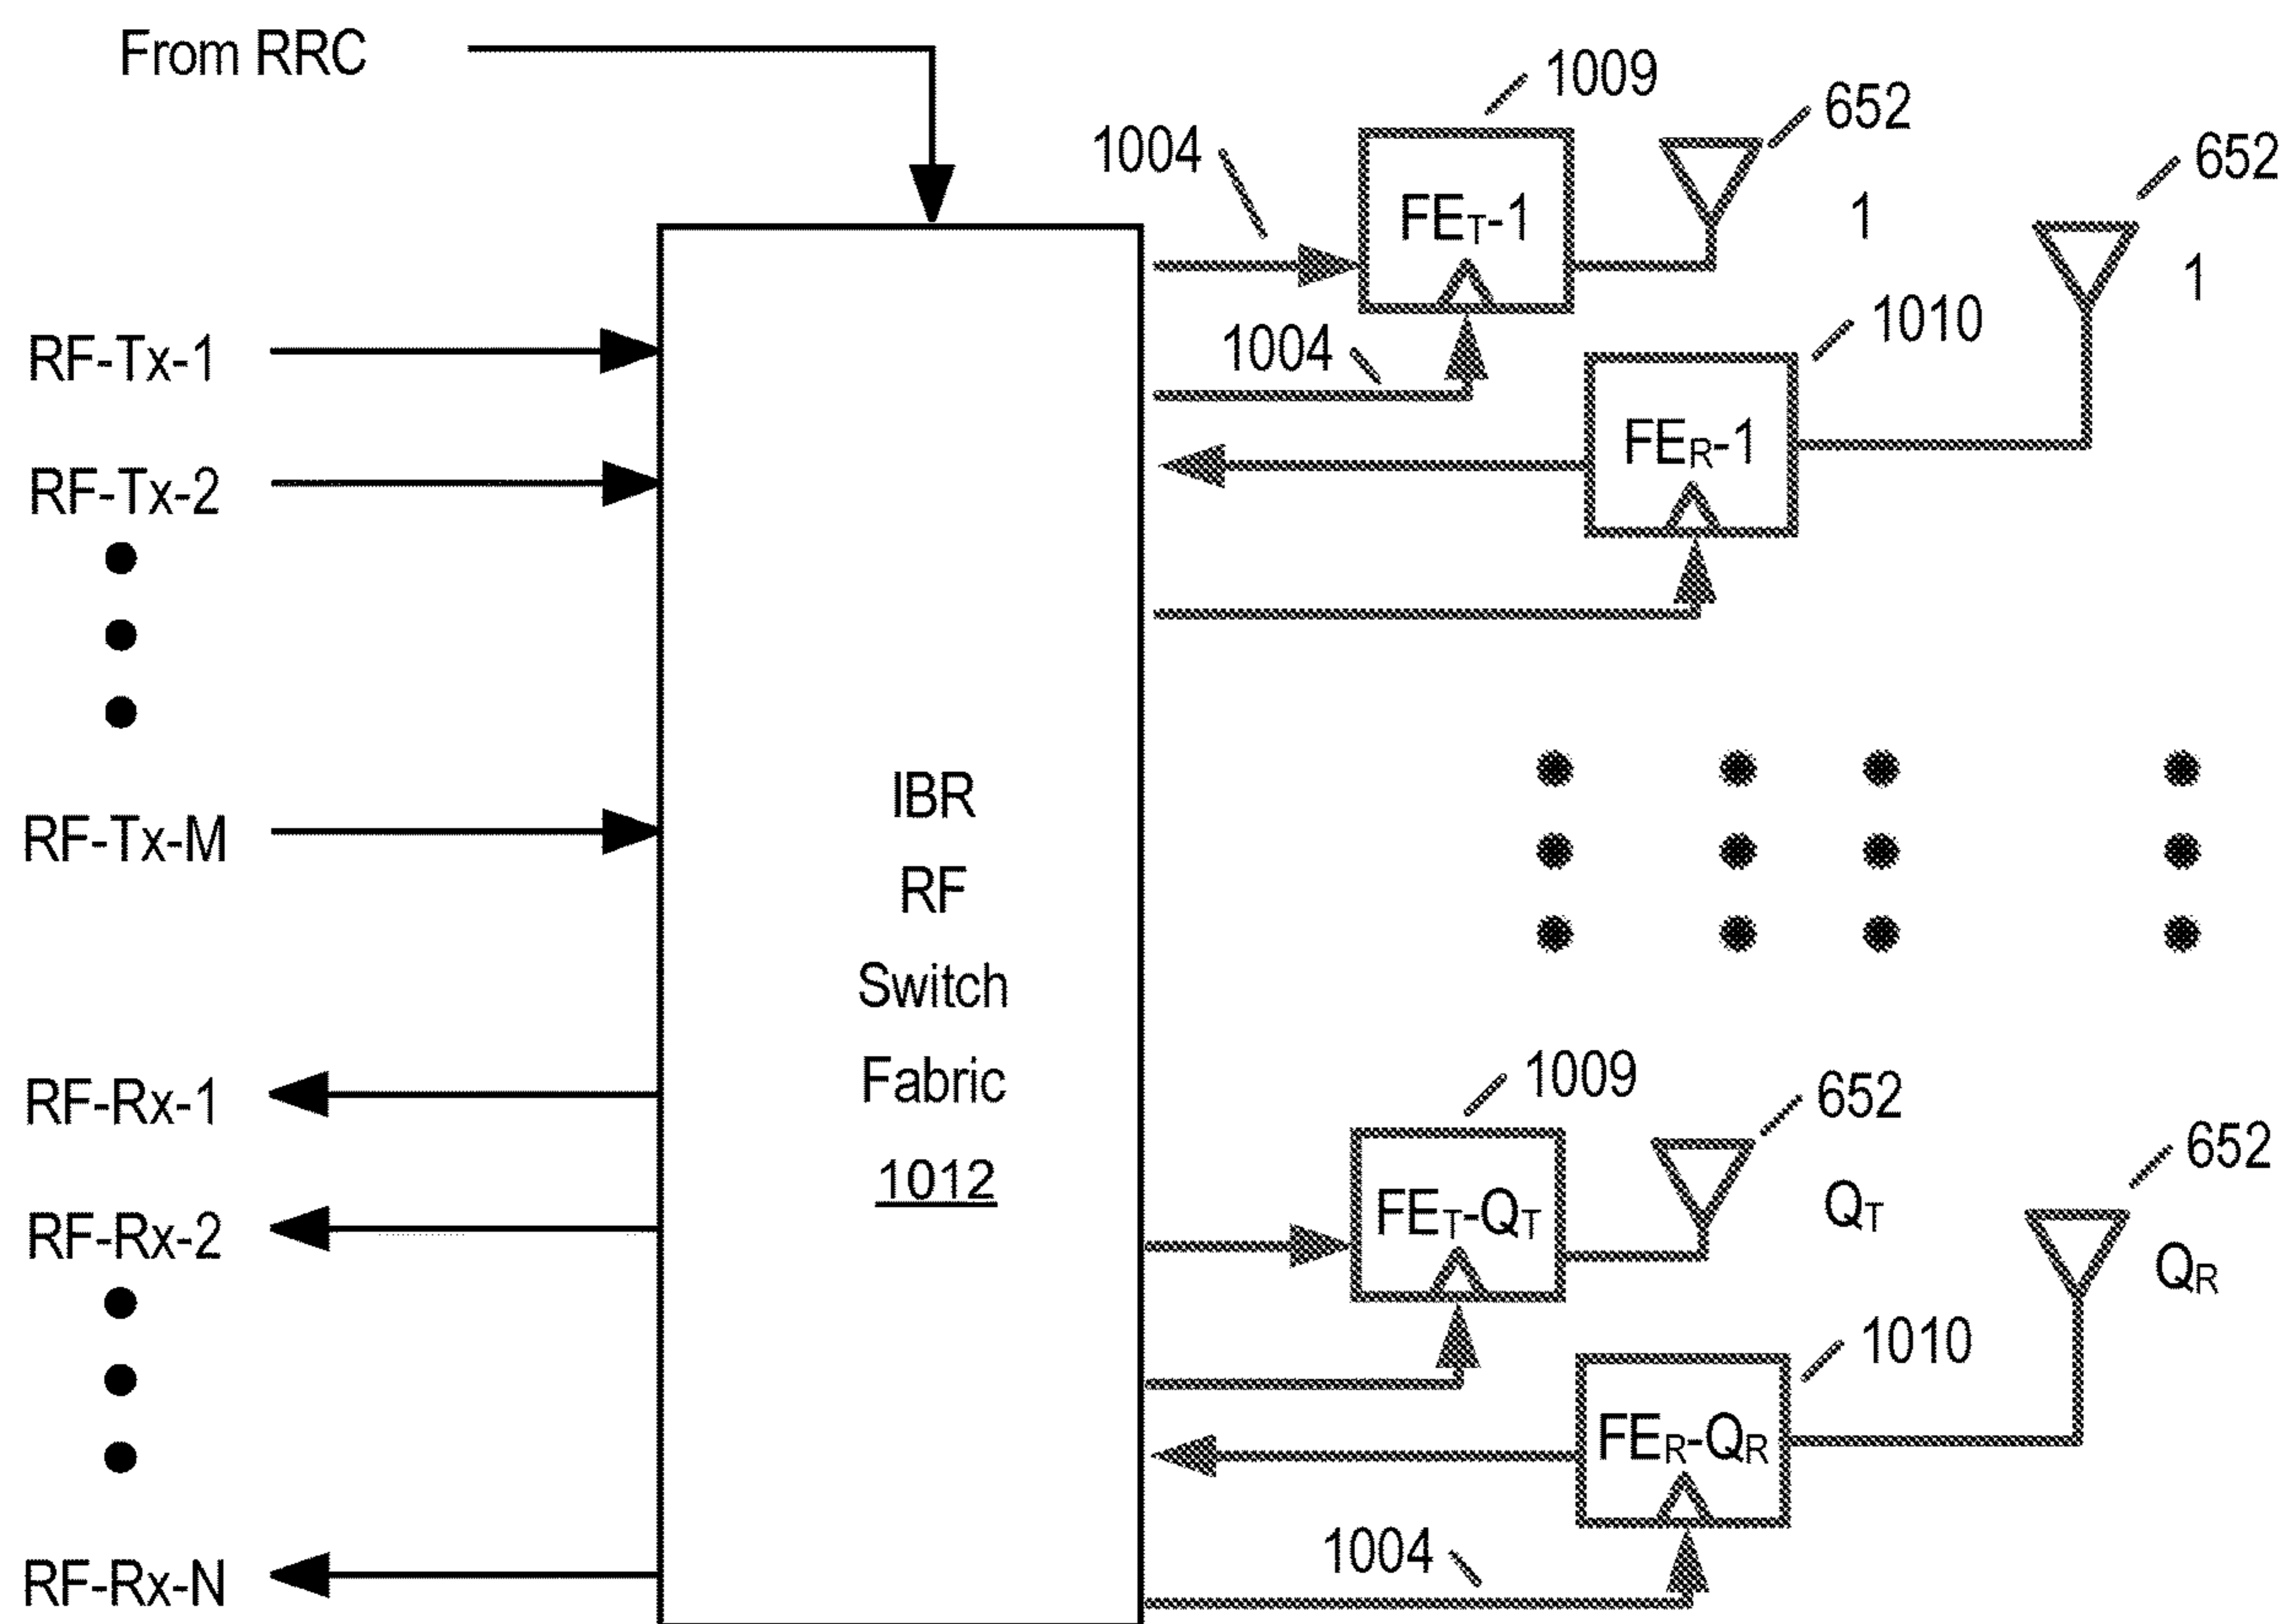 From RRC
1009
652
1004
652
FET-1
1
1
RF-Tx-1
1004
1010
FER-1
RF-Tx-2
IBR
RF-Tx-M
RF
Switch
Fabric
1012
RF-Rx-1
1009
652
652
RF-Rx-2
FET-QT
QT
QR
1010
FER-QR
1004
RF-Rx-N